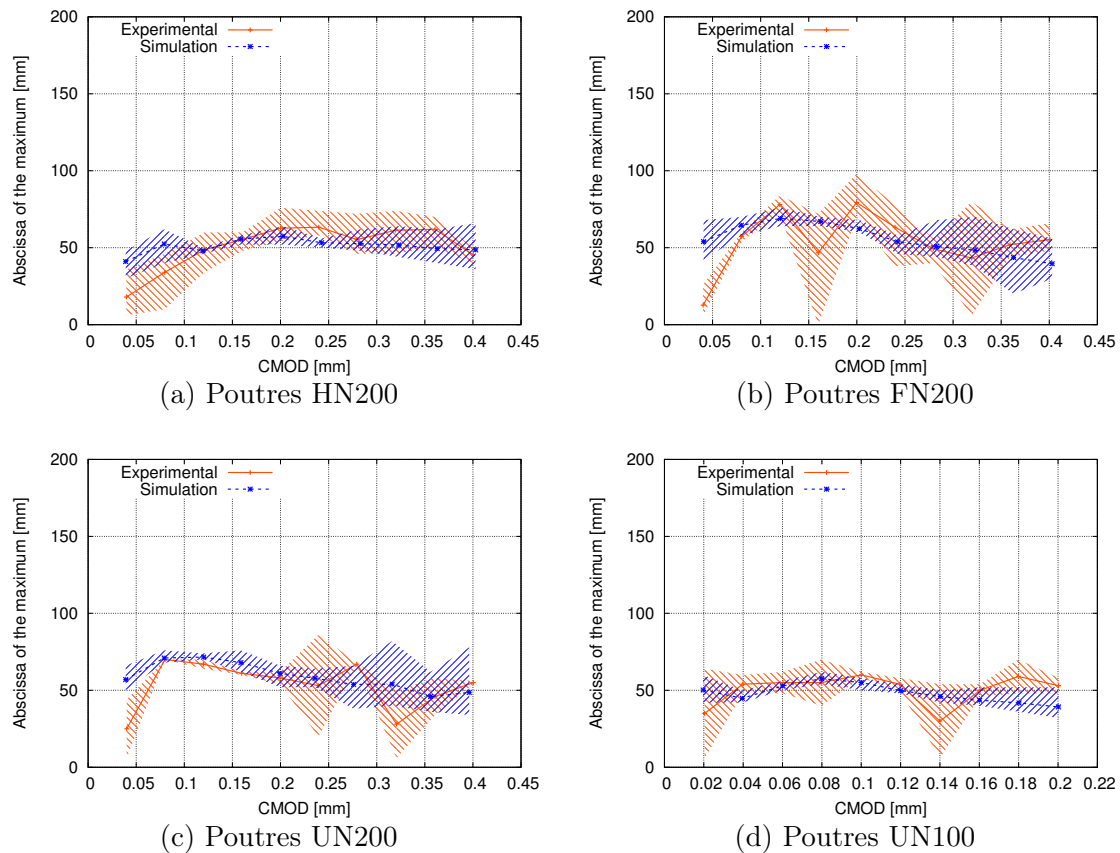 200
150
100
50
0
Abscissa of the maximum [mm]
Experimental
Simulation
0 0.05 0.1 0.15 0.2 0.25 0.3 0.35 0.4 0.45
CMOD [mm]
(a) Poutres HN200
200
150
100
50
0
Abscissa of the maximum [mm]
Experimental
Simulation
0 0.05 0.1 0.15 0.2 0.25 0.3 0.35 0.4 0.45
CMOD [mm]
(b) Poutres FN200
200
150
100
50
0
Abscissa of the maximum [mm]
Experimental
Simulation
0 0.05 0.1 0.15 0.2 0.25 0.3 0.35 0.4 0.45
CMOD [mm]
(c) Poutres UN200
200
150
100
50
0
Abscissa of the maximum [mm]
Experimental
Simulation
0 0.02 0.04 0.06 0.08 0.1 0.12 0.14 0.16 0.18 0.2 0.22
CMOD [mm]
(d) Poutres UN100